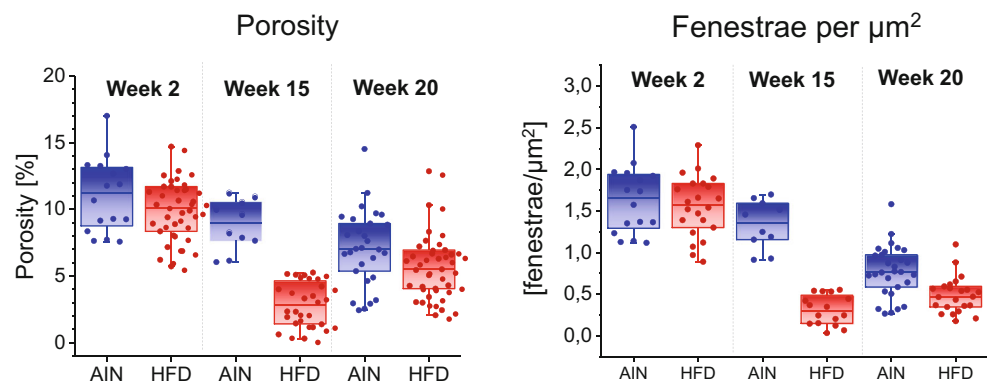 Porosity
Week 2 Week 15 Week 20
Porosity [%]
20
15
10
5
0
AIN HFD AIN HFD AIN HFD
Fenestrae per µm²
Week 2 Week 15 Week 20
[fenestrae/µm²]
3,0
2,5
2,0
1,5
1,0
0,5
0,0
AIN HFD AIN HFD AIN HFD